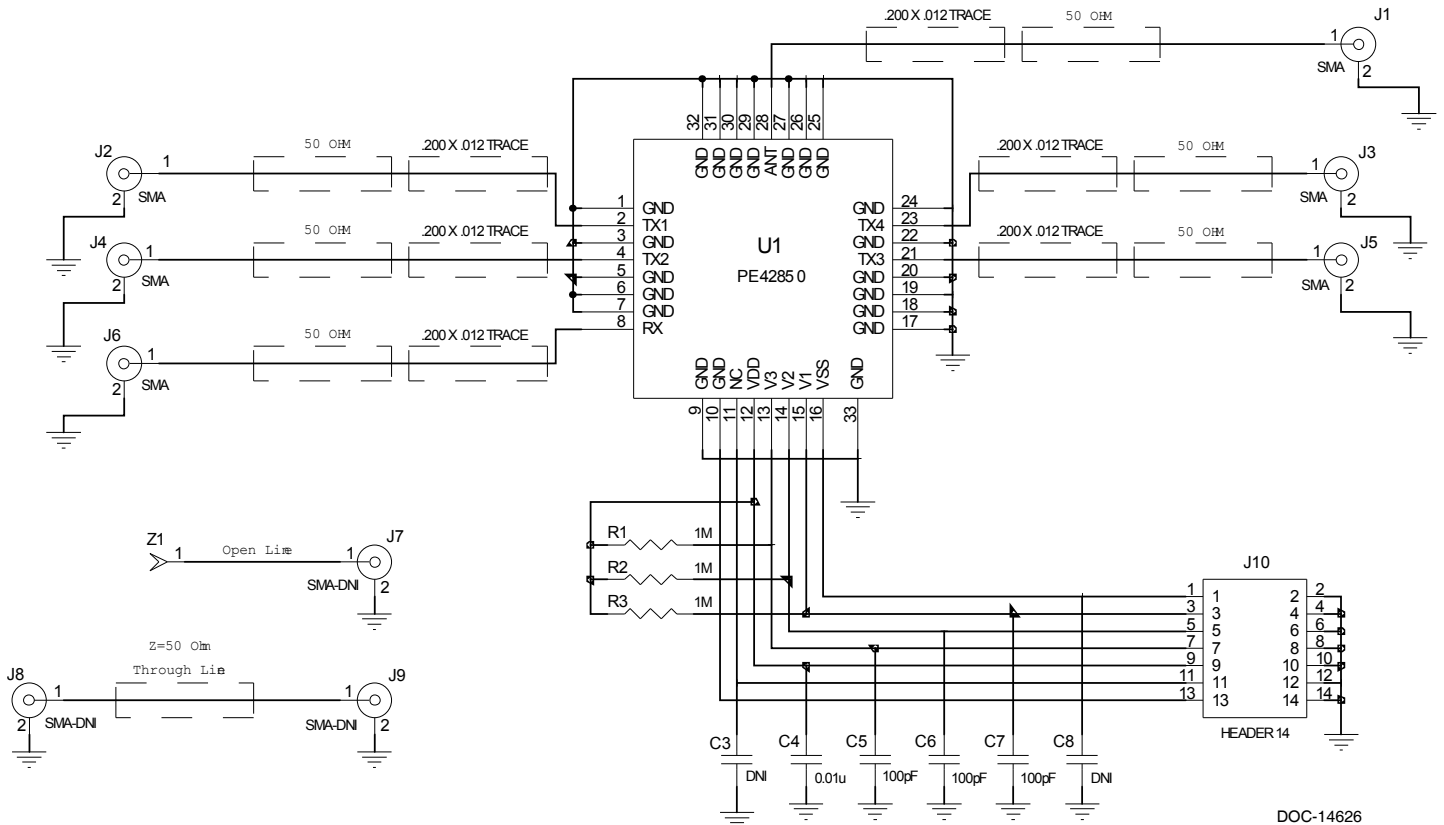 .200 X .012 TRACE
50 OHM
J1
1
SMA
2
32
31
30
29
28
27
26
25
GND
GND
GND
GND
ANT
GND
GND
GND
J2
1
2
SMA
50 OHM
.200 X .012 TRACE
J4
1
2
SMA
50 OHM
.200 X .012 TRACE
J6
1
2
SMA
50 OHM
.200 X .012 TRACE
1 GND
2 TX1
3 GND
4 TX2
5 GND
6 GND
7 GND
8 RX
U1
PE42850
GND 24
TX4 23
GND 22
TX3 21
GND 20
GND 19
GND 18
GND 17
.200 X .012 TRACE
50 OHM
J3
1
2
SMA
.200 X .012 TRACE
50 OHM
J5
1
2
SMA
GND
GND
NC
VDD
V3
V2
V1
VSS
GND
9
10
11
12
13
14
15
16
33
R1 1M
R2 1M
R3 1M
Z1
1
Open Line
1
J7
2
SMA-DNI
Z=50 Ohm
Through Line
J8
1
2
SMA-DNI
J9
1
2
SMA-DNI
J10
1 1 2 2
3 3 4 4
5 5 6 6
7 7 8 8
9 9 10 10
11 11 12 12
13 13 14 14
HEADER 14
C3
DNI
C4
0.01u
C5
100pF
C6
100pF
C7
100pF
C8
DNI
DOC-14626